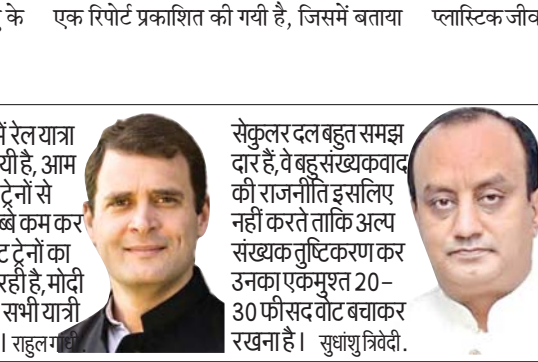 के
एक रिपोर्ट प्रकाशित की गयी है, जिसमें बताया
प्लास्टिक जीव
में रेल यात्रा
यी है, आम
ट्रेनों से
ब्बे कम कर
ट ट्रेनों का
रही है, मोदी
सभी यात्री
। राहुल गांधी.
सेकुलर दल बहुत समझ
दार हैं, वे बहुसंख्यकवाद
की राजनीति इसलिए
नहीं करते ताकि अल्प
संख्यक तुष्टिकरण कर
उनका एकमुश्त 20–
30 फीसद वोट बचाकर
रखना है। सुधांशु त्रिवेदी.